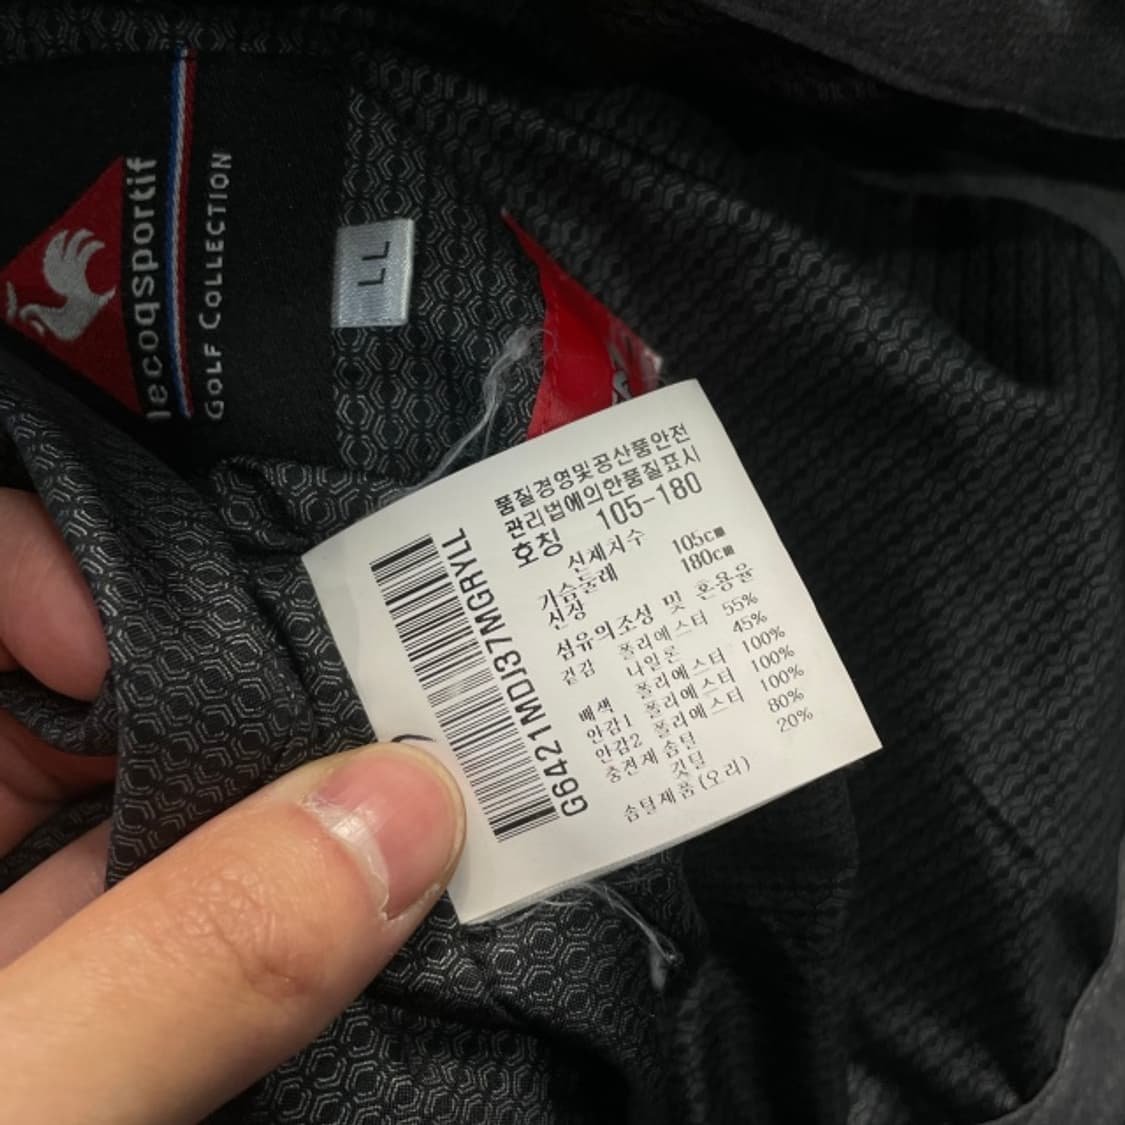 le coq sportif
GOLF COLLECTION
LL
품질경영및공산품안전
관리법에의한품질표시
호칭 105-180
신체치수
가슴둘레 105cm
신장 180cm
섬유의조성 및 혼용율
겉감 폴리에스터 55%
나일론 45%
배색 폴리에스터 100%
안감1 폴리에스터 100%
안감2 폴리에스터 100%
충전재 솜털 80%
깃털 20%
솜털제품(오리)
G6421MDJ37MGRYLL